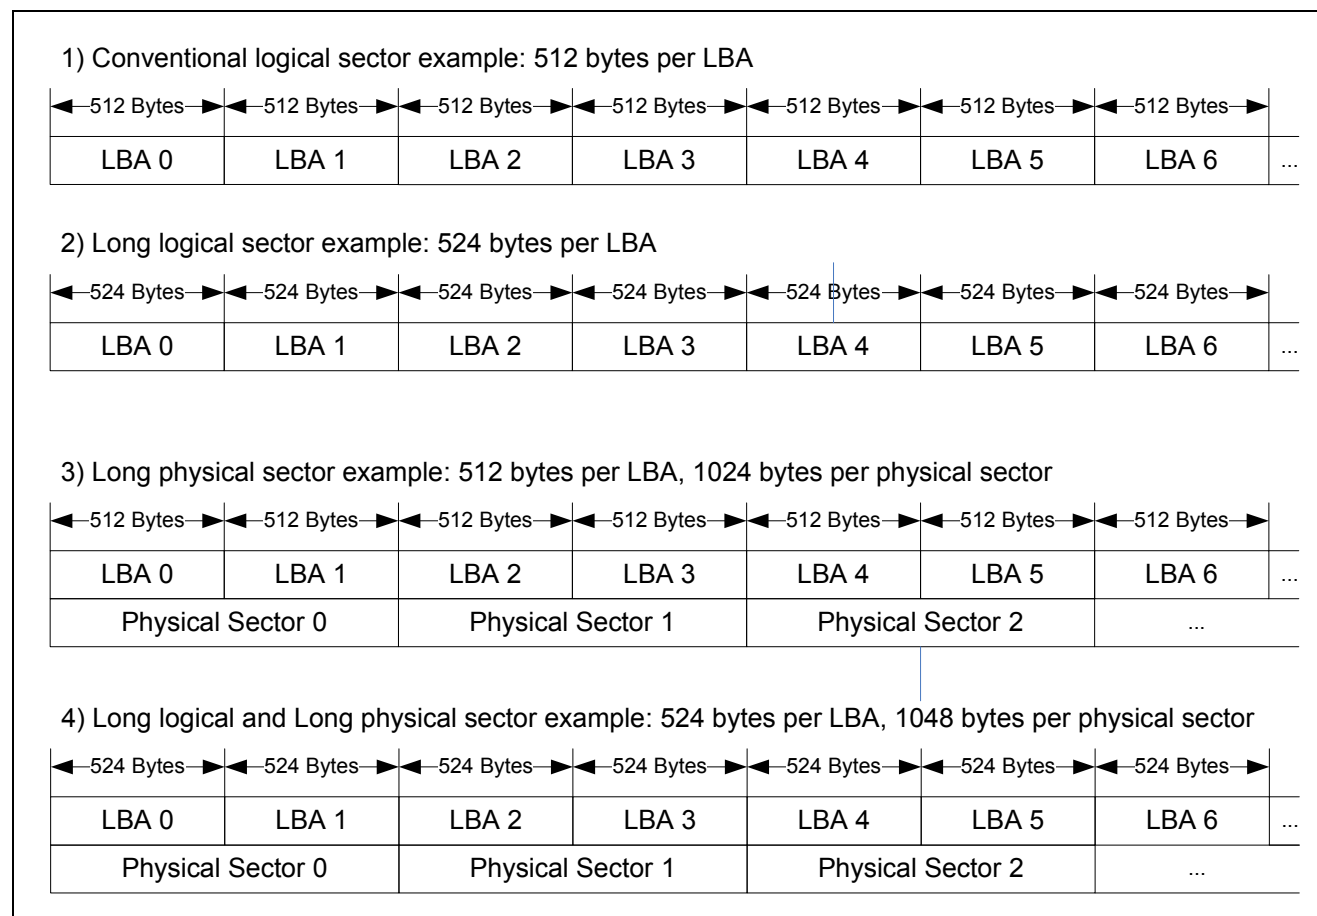 1) Conventional logical sector example: 512 bytes per LBA
512 Bytes 512 Bytes 512 Bytes 512 Bytes 512 Bytes 512 Bytes 512 Bytes
LBA 0 LBA 1 LBA 2 LBA 3 LBA 4 LBA 5 LBA 6 ...
2) Long logical sector example: 524 bytes per LBA
524 Bytes 524 Bytes 524 Bytes 524 Bytes 524 Bytes 524 Bytes 524 Bytes
LBA 0 LBA 1 LBA 2 LBA 3 LBA 4 LBA 5 LBA 6 ...
3) Long physical sector example: 512 bytes per LBA, 1024 bytes per physical sector
512 Bytes 512 Bytes 512 Bytes 512 Bytes 512 Bytes 512 Bytes 512 Bytes
LBA 0 LBA 1 LBA 2 LBA 3 LBA 4 LBA 5 LBA 6 ...
Physical Sector 0 Physical Sector 1 Physical Sector 2 ...
4) Long logical and Long physical sector example: 524 bytes per LBA, 1048 bytes per physical sector
524 Bytes 524 Bytes 524 Bytes 524 Bytes 524 Bytes 524 Bytes 524 Bytes
LBA 0 LBA 1 LBA 2 LBA 3 LBA 4 LBA 5 LBA 6 ...
Physical Sector 0 Physical Sector 1 Physical Sector 2 ...